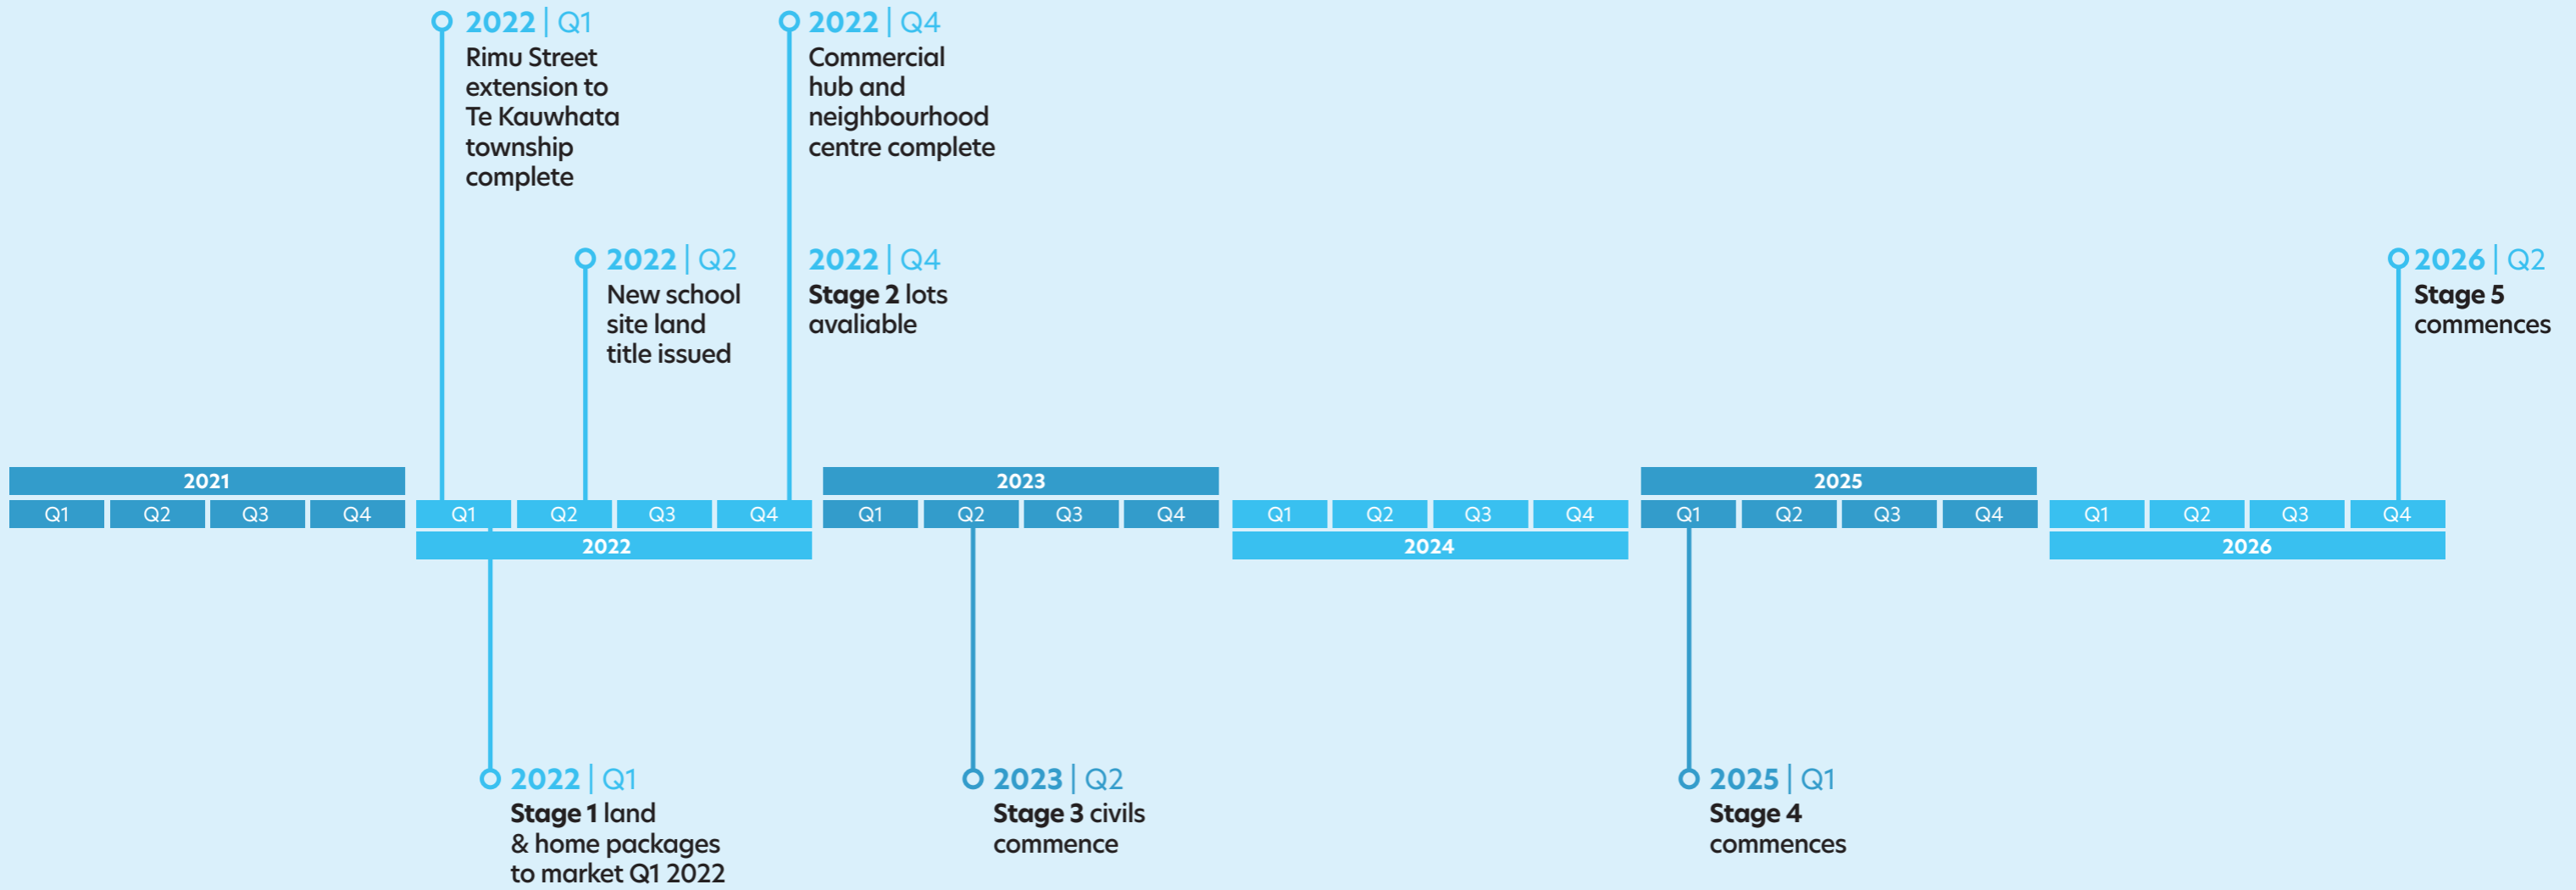 2022 | Q1
Rimu Street
extension to
Te Kauwhata
township
complete
2022 | Q4
Commercial
hub and
neighbourhood
centre complete
2022 | Q2
New school
site land
title issued
2022 | Q4
Stage 2 lots
avaliable
2026 | Q2
Stage 5
commences
2021
Q1 Q2 Q3 Q4
Q1 Q2 Q3 Q4
2022
2023
Q1 Q2 Q3 Q4
Q1 Q2 Q3 Q4
2024
2025
Q1 Q2 Q3 Q4
Q1 Q2 Q3 Q4
2026
2022 | Q1
Stage 1 land
& home packages
to market Q1 2022
2023 | Q2
Stage 3 civils
commence
2025 | Q1
Stage 4
commences